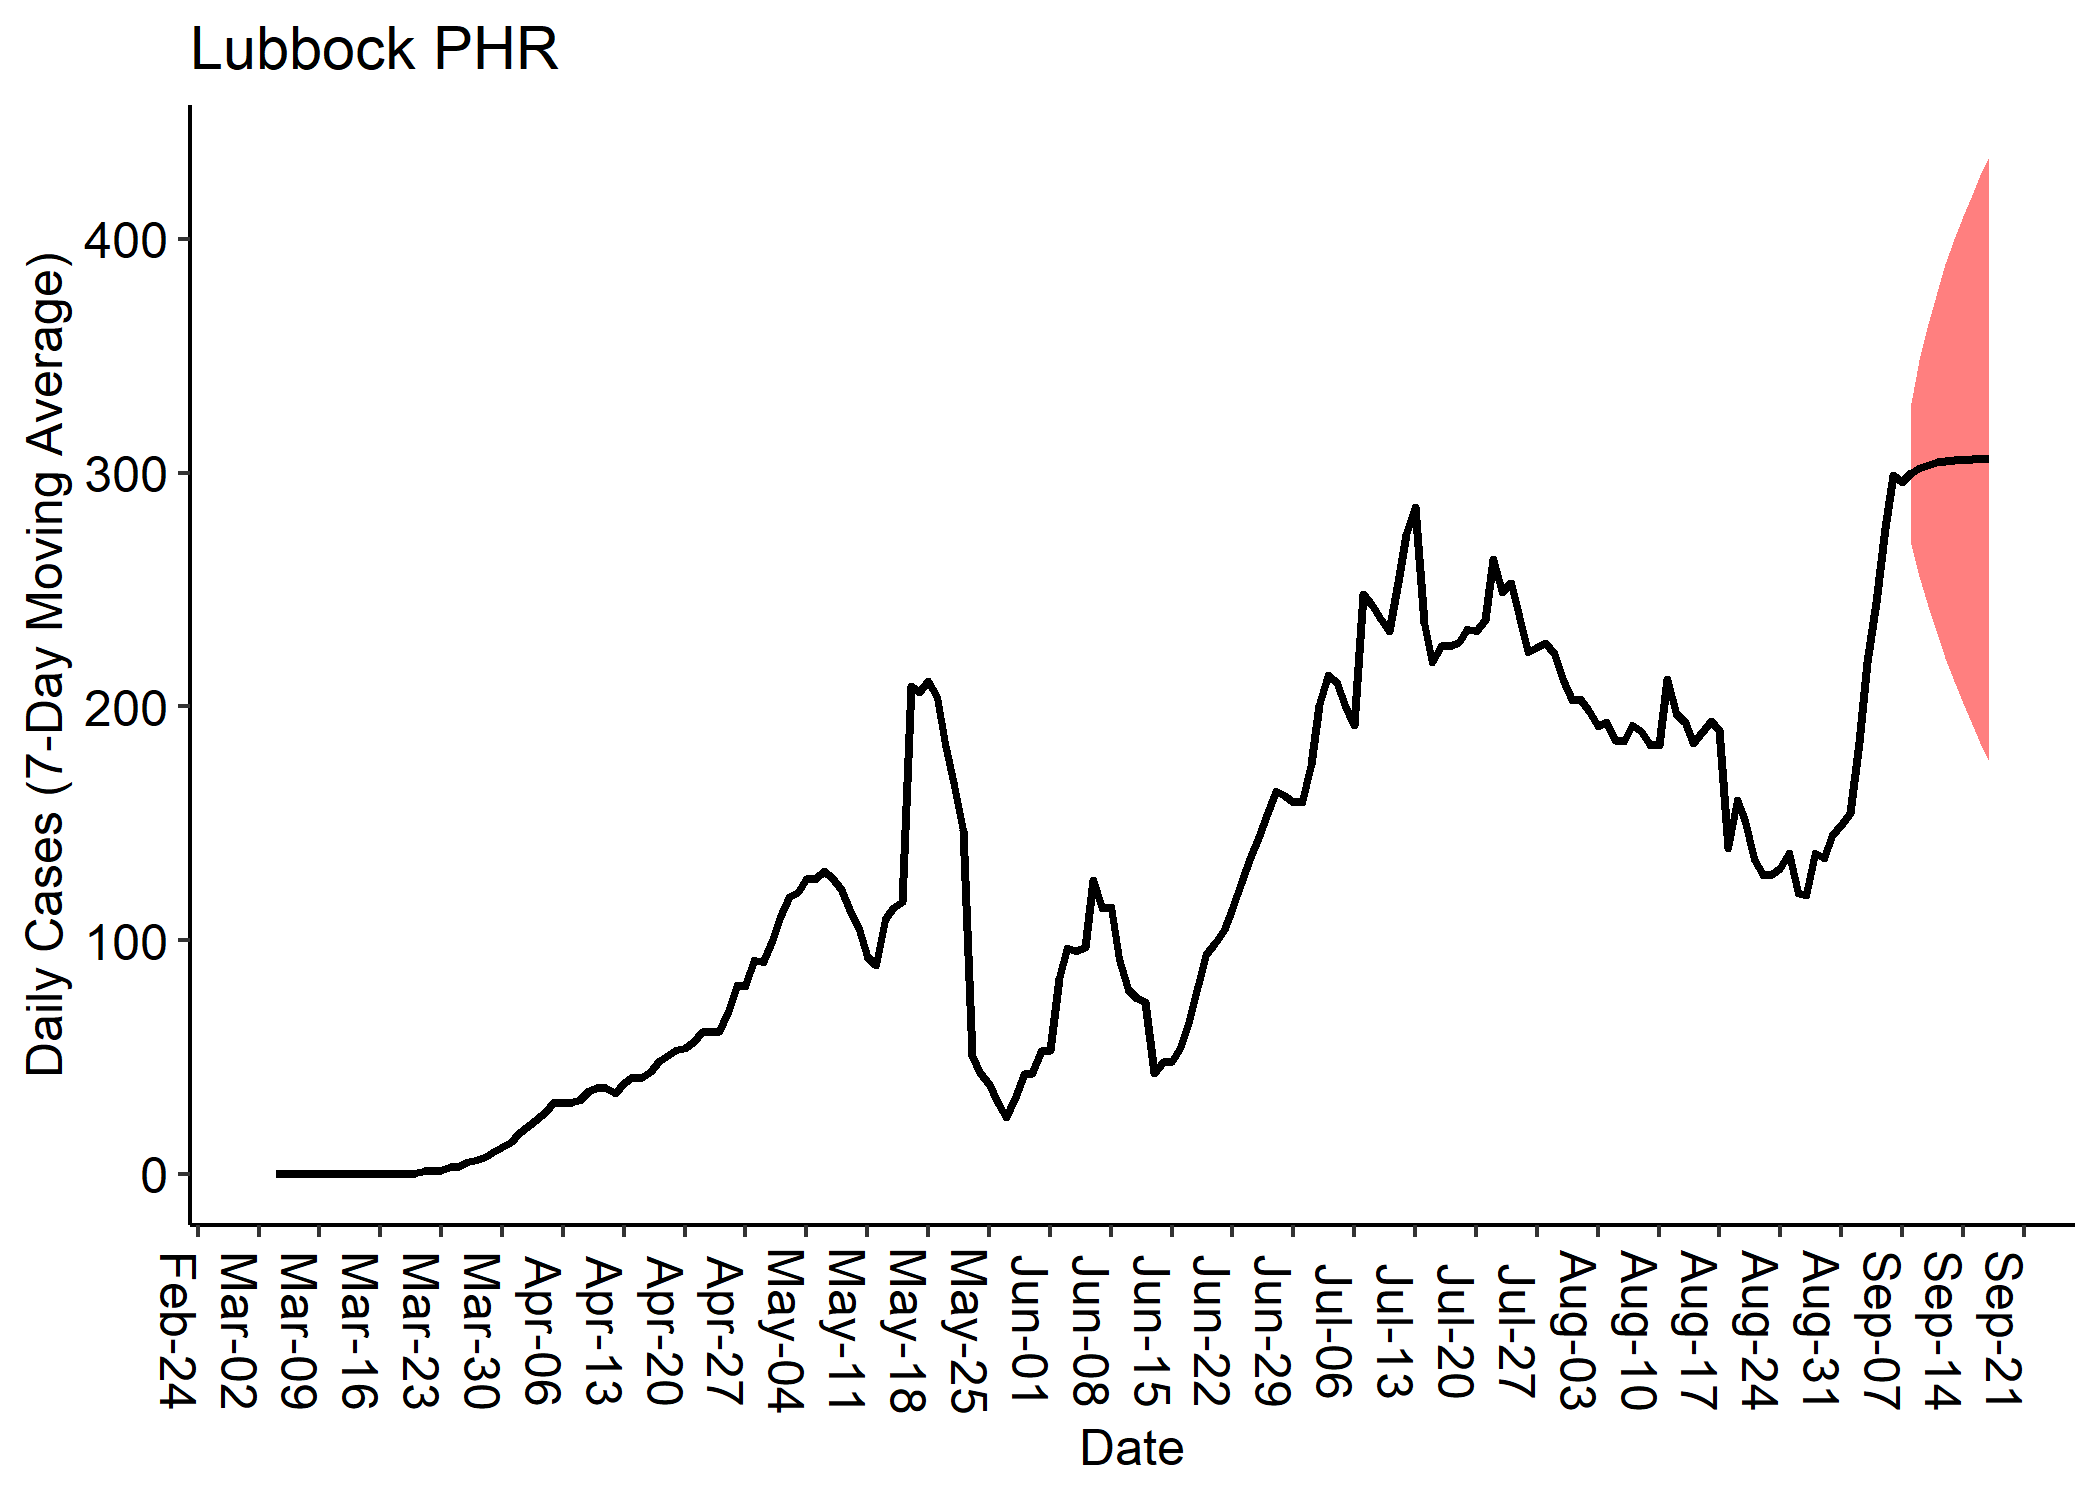 Lubbock PHR
Daily Cases (7-Day Moving Average)
400
300
200
100
0
Feb-24
Mar-02
Mar-09
Mar-16
Mar-23
Mar-30
Apr-06
Apr-13
Apr-20
Apr-27
May-04
May-11
May-18
May-25
Jun-01
Jun-08
Jun-15
Jun-22
Jun-29
Jul-06
Jul-13
Jul-20
Jul-27
Aug-03
Aug-10
Aug-17
Aug-24
Aug-31
Sep-07
Sep-14
Sep-21
Date